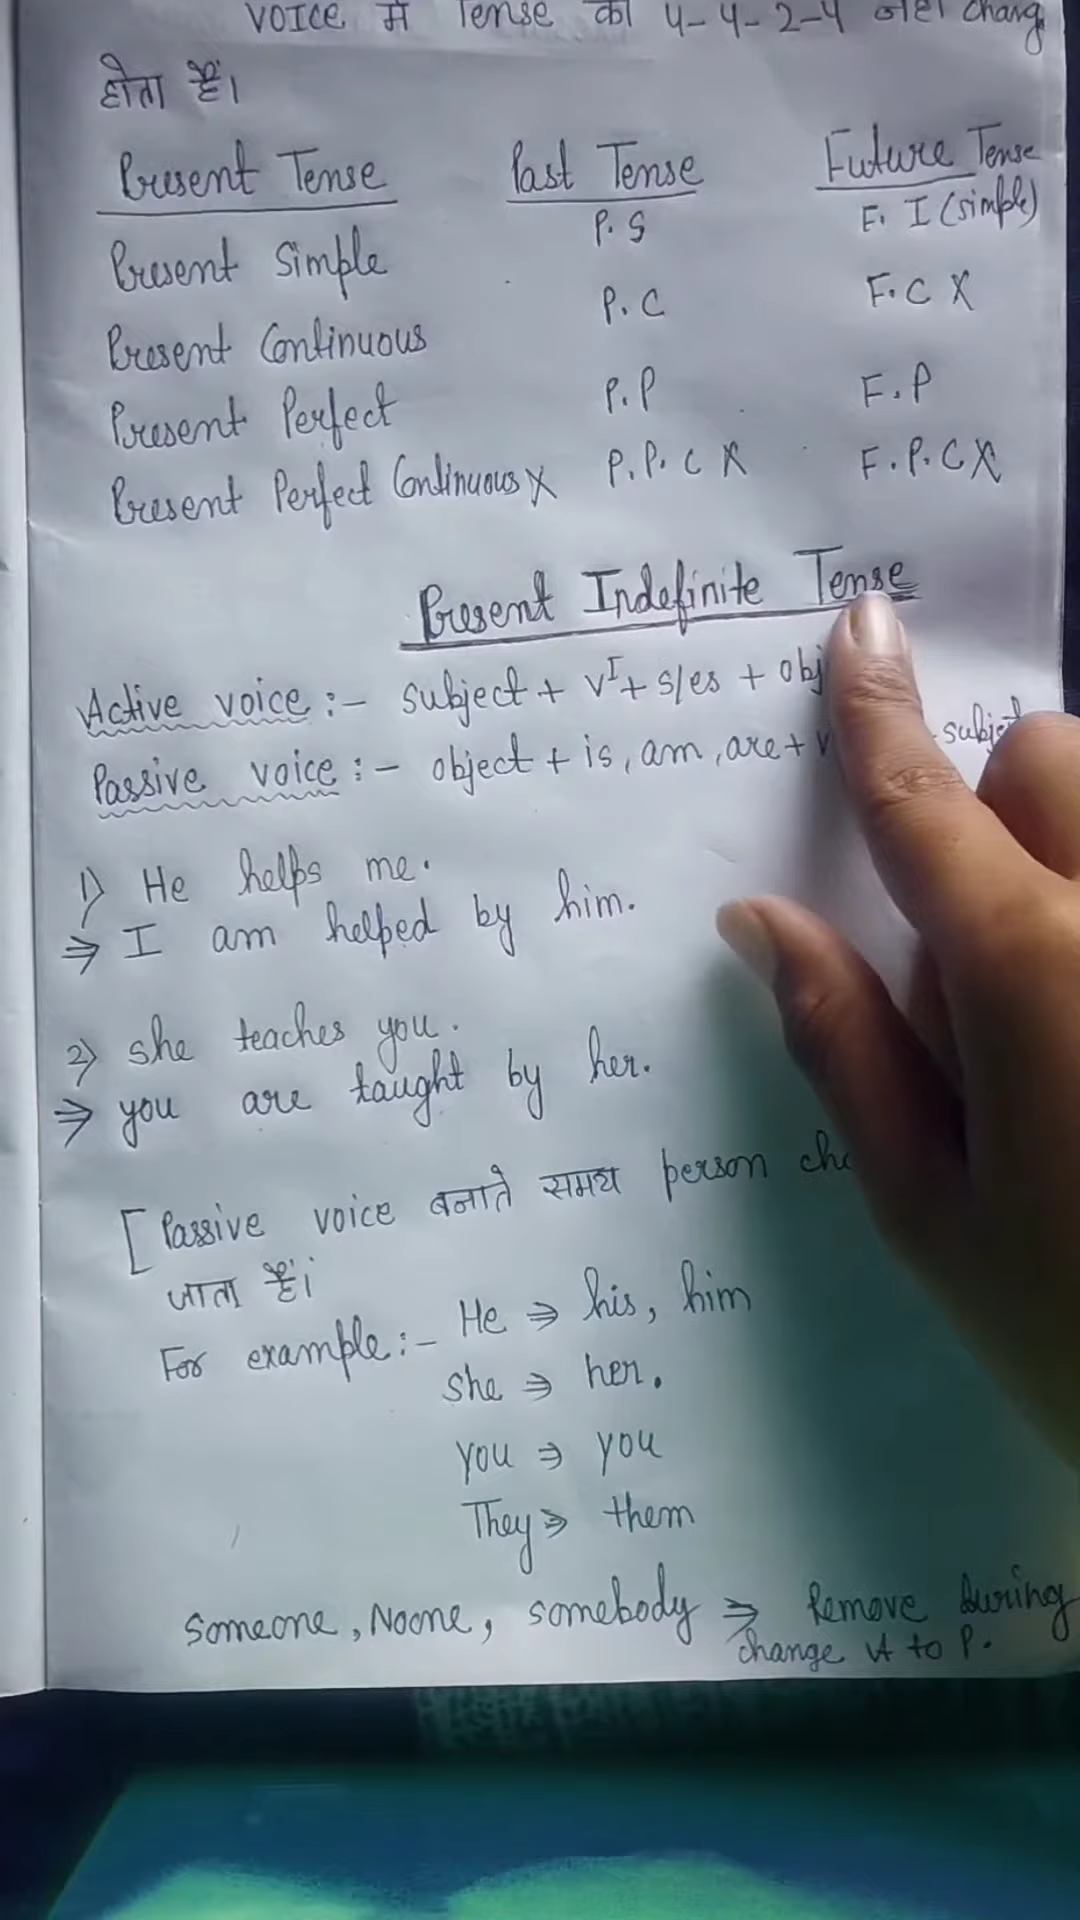 VOICE में Tense का 4-4-2-4 नहीं Chang
होता हैं।
Present Tense Past Tense Future Tense
Present Simple P.S F.I (simple)
Present Continuous P.C F.C X
Present Perfect P.P F.P
Present Perfect Continuous X P.P.C X F.P.C X
Present Indefinite Tense
Active voice :- subject + V^I + s/es + obj
Passive voice :- object + is, am, are + v subject
1) He helps me.
⇒ I am helped by him.
2) she teaches you.
⇒ you are taught by her.
[ Passive voice बनाते समय person cha
जाता हैं।
For example :- He ⇒ his, him
she ⇒ her.
you ⇒ you
They ⇒ them
Someone, Noone, somebody ⇒ Remove during
change A to P.